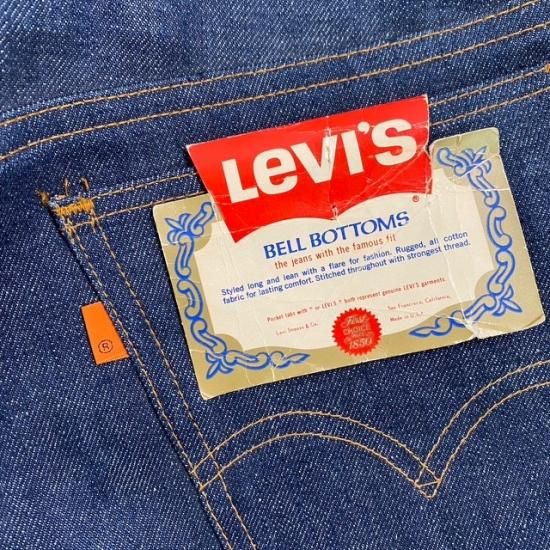 Levi's
®
BELL BOTTOMS
the jeans with the famous fit
Styled long and lean with a flare for fashion. Rugged, all cotton
fabric for lasting comfort. Stitched throughout with strongest thread.
Pocket tabs with ® or LEVI'S ® both represent genuine LEVI'S garments.
Levi Strauss & Co.
San Francisco, California,
Made in U.S.A.
First
CHOICE
SINCE
1850
®